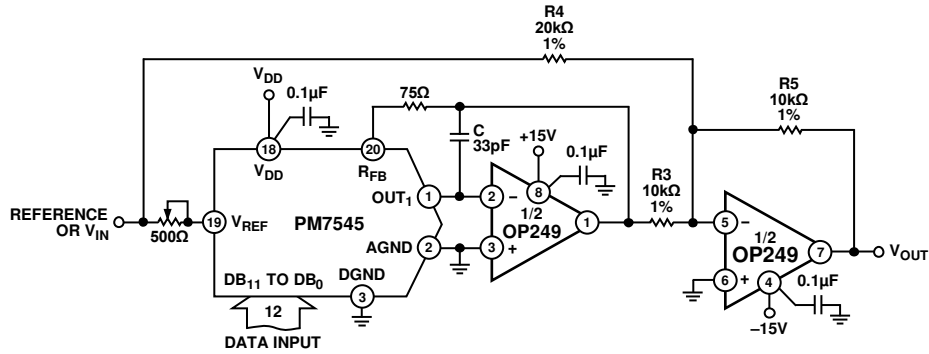 R4
20kΩ
1%
VDD
0.1µF
75Ω
R5
10kΩ
1%
C
33pF
+15V
0.1µF
18
VDD
20
RFB
R3
10kΩ
1%
OUT1
1
2
–
8
1/2
OP249
1
REFERENCE
OR VIN
500Ω
19
VREF
PM7545
AGND
2
3
+
5
–
1/2
OP249
7
VOUT
6
+
4
0.1µF
–15V
DB11 TO DB0
DGND
3
12
DATA INPUT